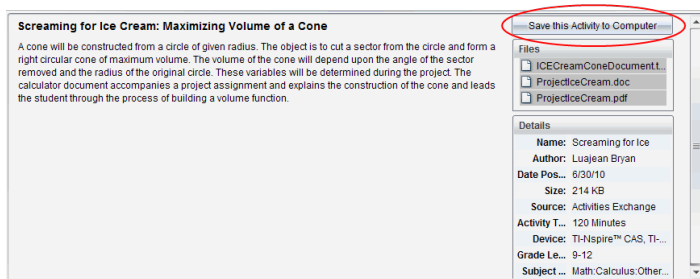 Screaming for Ice Cream: Maximizing Volume of a Cone
A cone will be constructed from a circle of given radius. The object is to cut a sector from the circle and form a
right circular cone of maximum volume. The volume of the cone will depend upon the angle of the sector
removed and the radius of the original circle. These variables will be determined during the project. The
calculator document accompanies a project assignment and explains the construction of the cone and leads
the student through the process of building a volume function.
Save this Activity to Computer
Files
ICECreamConeDocument.t...
ProjectIceCream.doc
ProjectIceCream.pdf
Details
Name: Screaming for Ice
Author: Luajean Bryan
Date Pos... 6/30/10
Size: 214 KB
Source: Activities Exchange
Activity T... 120 Minutes
Device: TI-Nspire™ CAS, TI-...
Grade Le... 9-12
Subject ... Math:Calculus:Other...